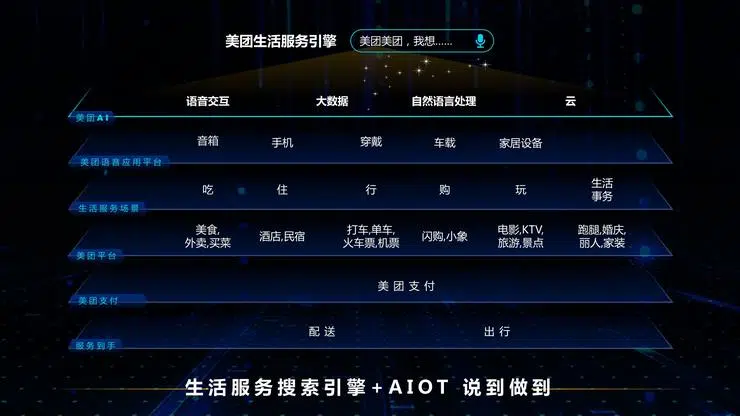 美团生活服务引擎 美团美团，我想……
语音交互 大数据 自然语言处理 云
美团AI
音箱 手机 穿戴 车载 家居设备
美团语音应用平台
吃 住 行 购 玩 生活
事务
生活服务场景
美食, 酒店,民宿 打车,单车, 闪购,小象 电影,KTV, 跑腿,婚庆,
外卖,买菜 火车票,机票 旅游,景点 丽人,家装
美团平台
美团支付
美团支付
配送 出行
服务到手
生活服务搜索引擎+AIOT 说到做到